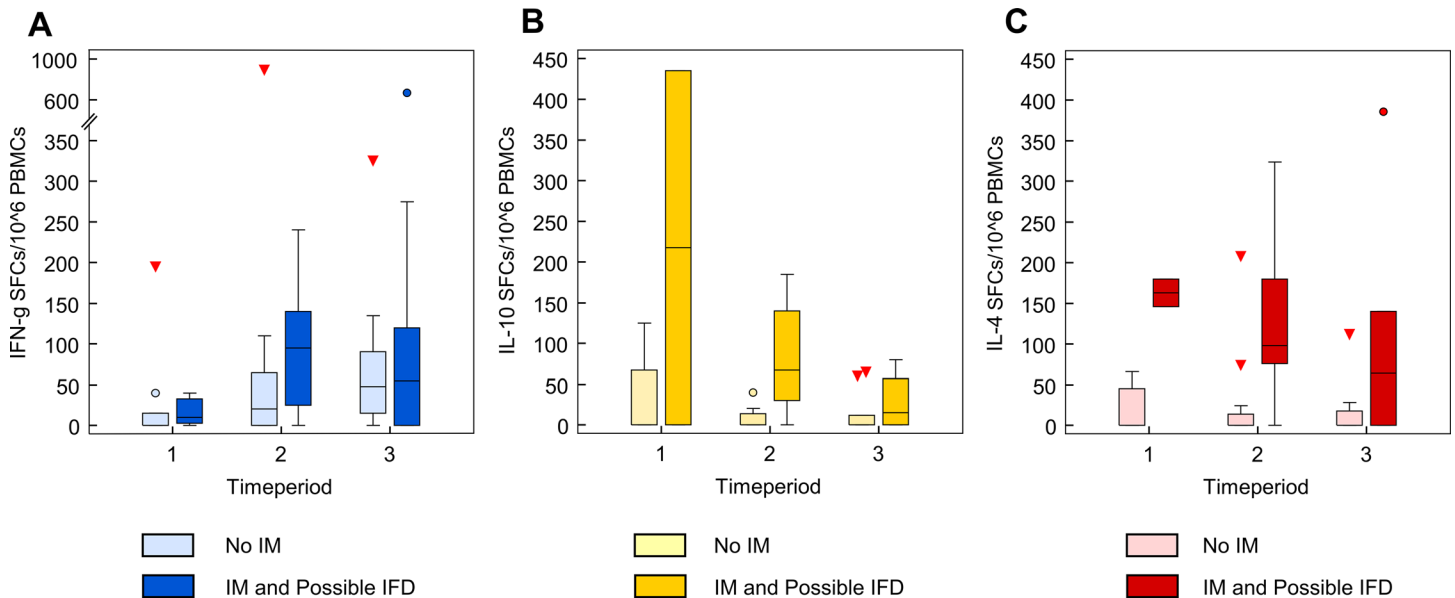 A
B
C
IFN-g SFCs/10^6 PBMCs
1000
600
350
300
250
200
150
100
50
0
1 2 3
Timeperiod
No IM
IM and Possible IFD
IL-10 SFCs/10^6 PBMCs
450
400
350
300
250
200
150
100
50
0
1 2 3
Timeperiod
No IM
IM and Possible IFD
IL-4 SFCs/10^6 PBMCs
450
400
350
300
250
200
150
100
50
0
1 2 3
Timeperiod
No IM
IM and Possible IFD